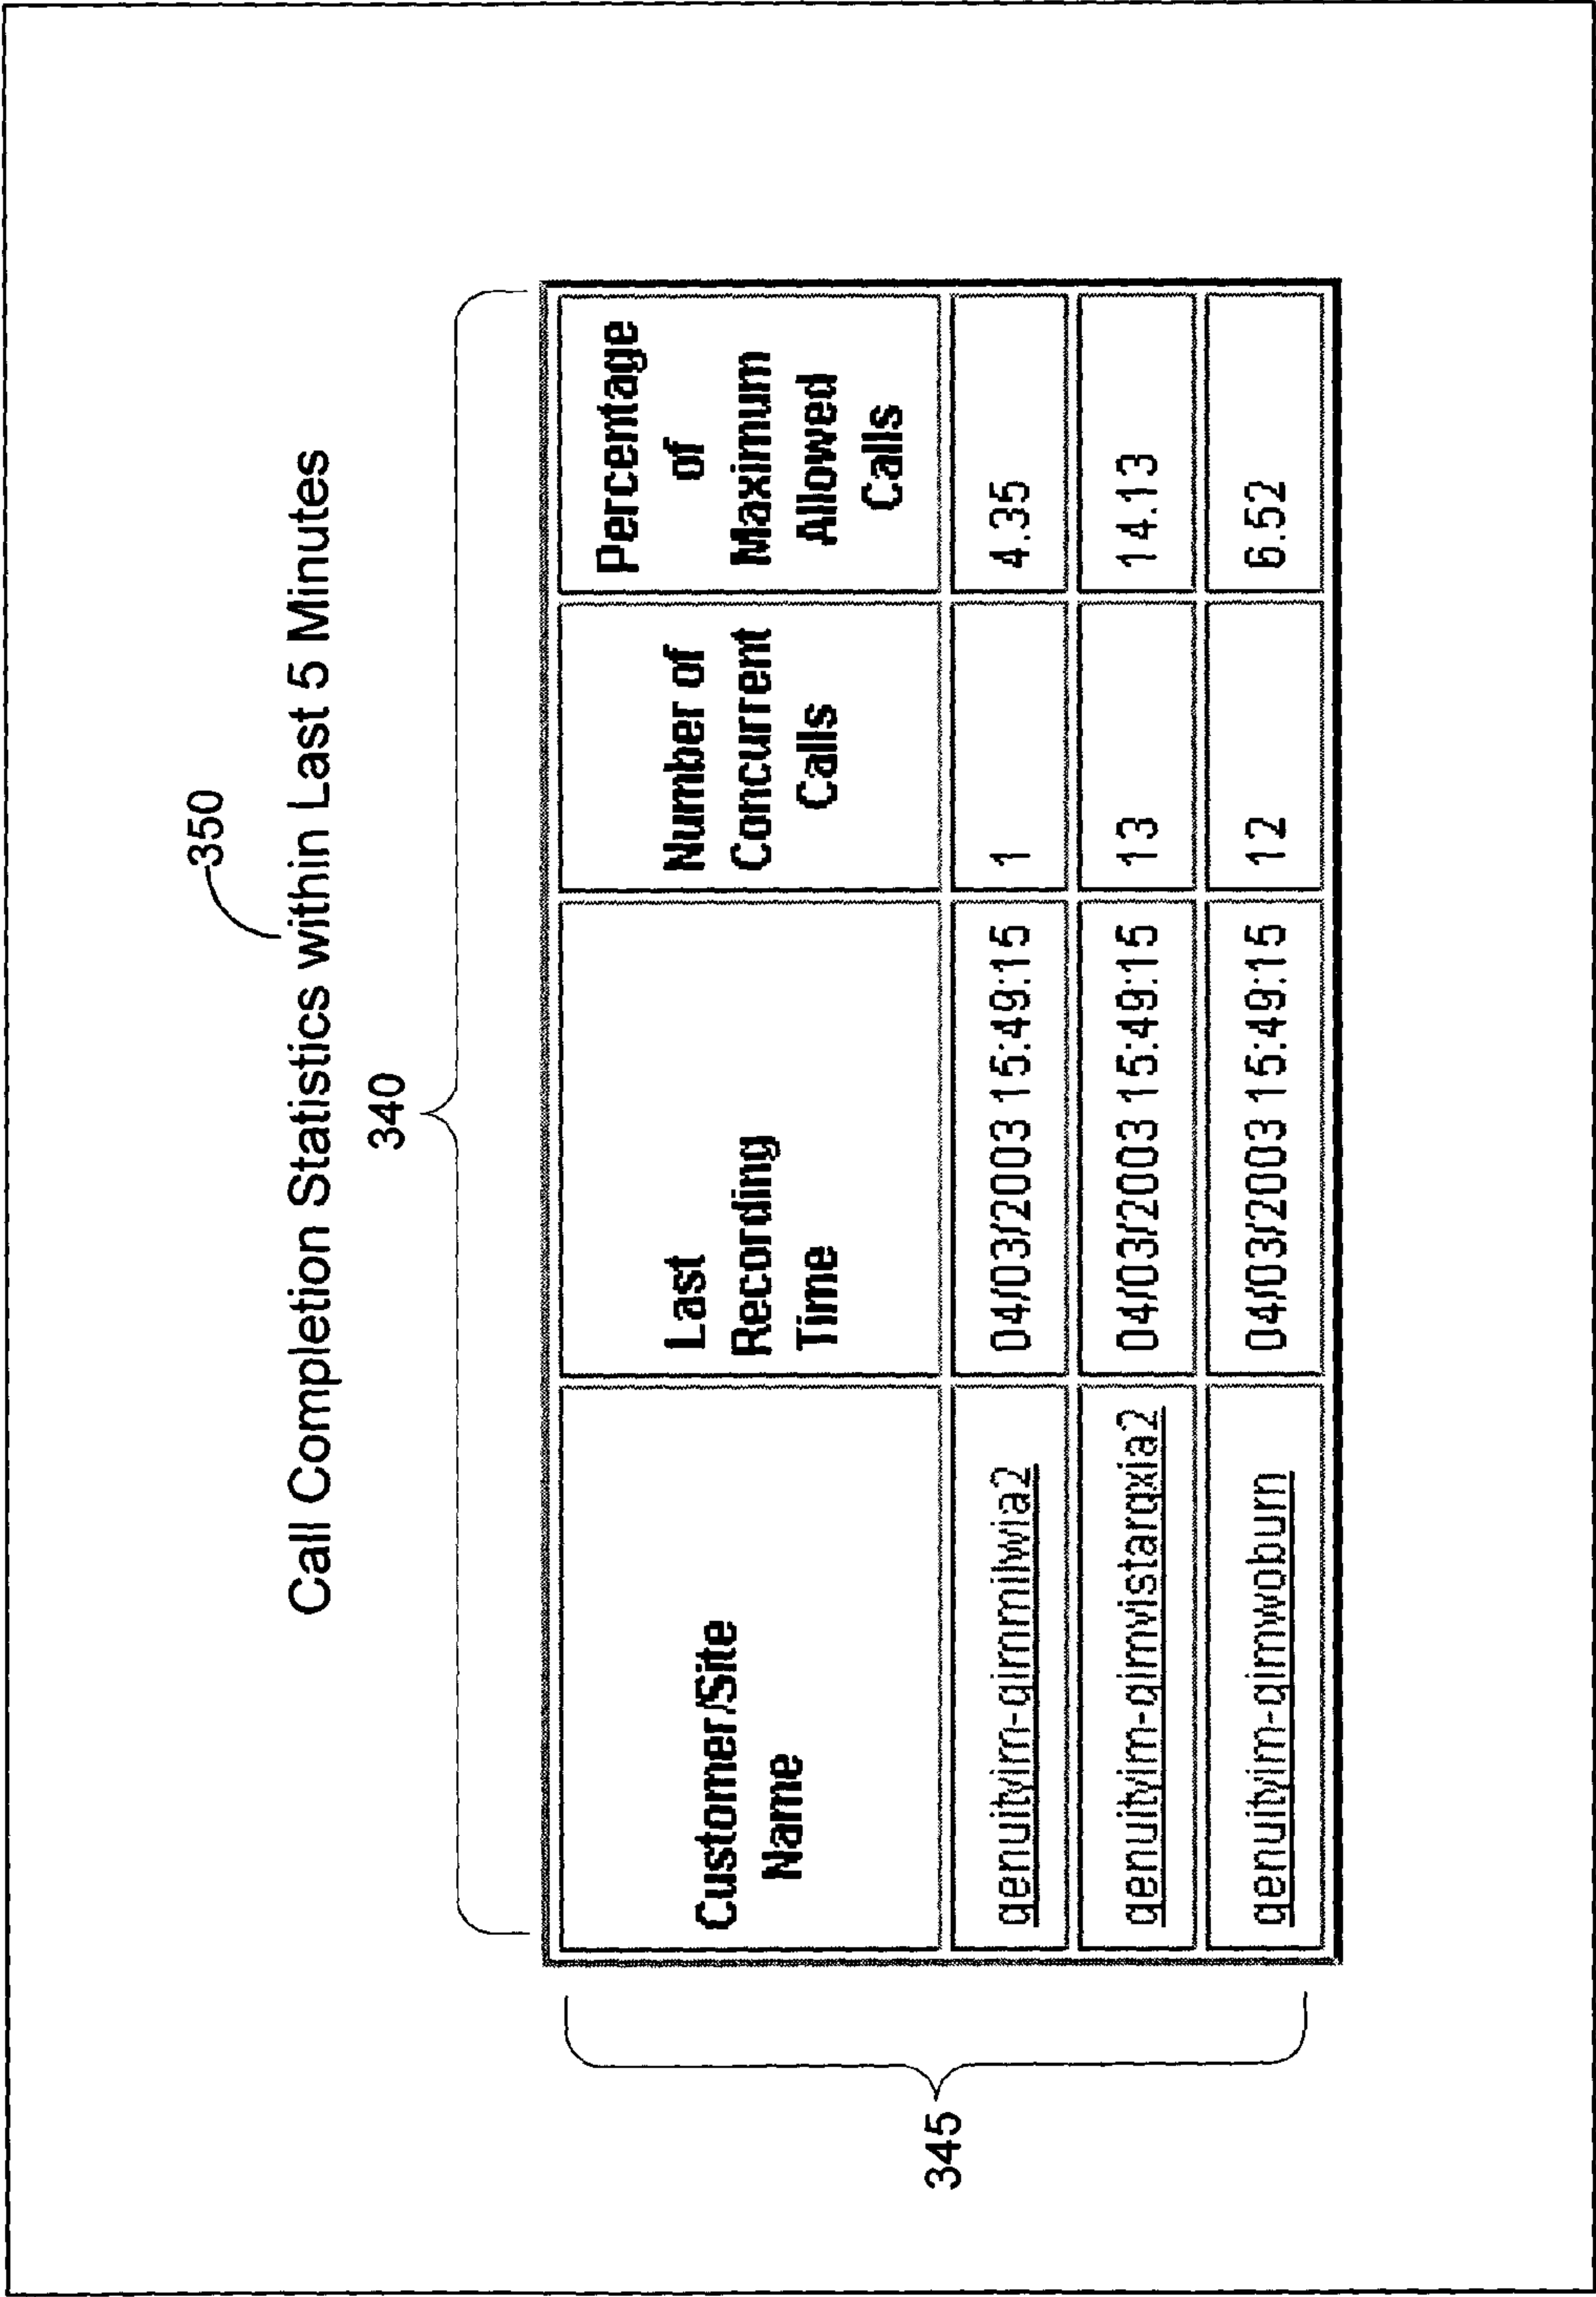 350
Call Completion Statistics within Last 5 Minutes
340
Customer/Site
Name
Last
Recording
Time
Number of
Concurrent
Calls
Percentage
of
Maximum
Allowed
Calls
genuityim-gimmilwia2 04/03/2003 15:49:15 1 4.35
genuityim-gimvistarqxia2 04/03/2003 15:49:15 13 14.13
genuityim-gimwoburn 04/03/2003 15:49:15 12 6.52
345